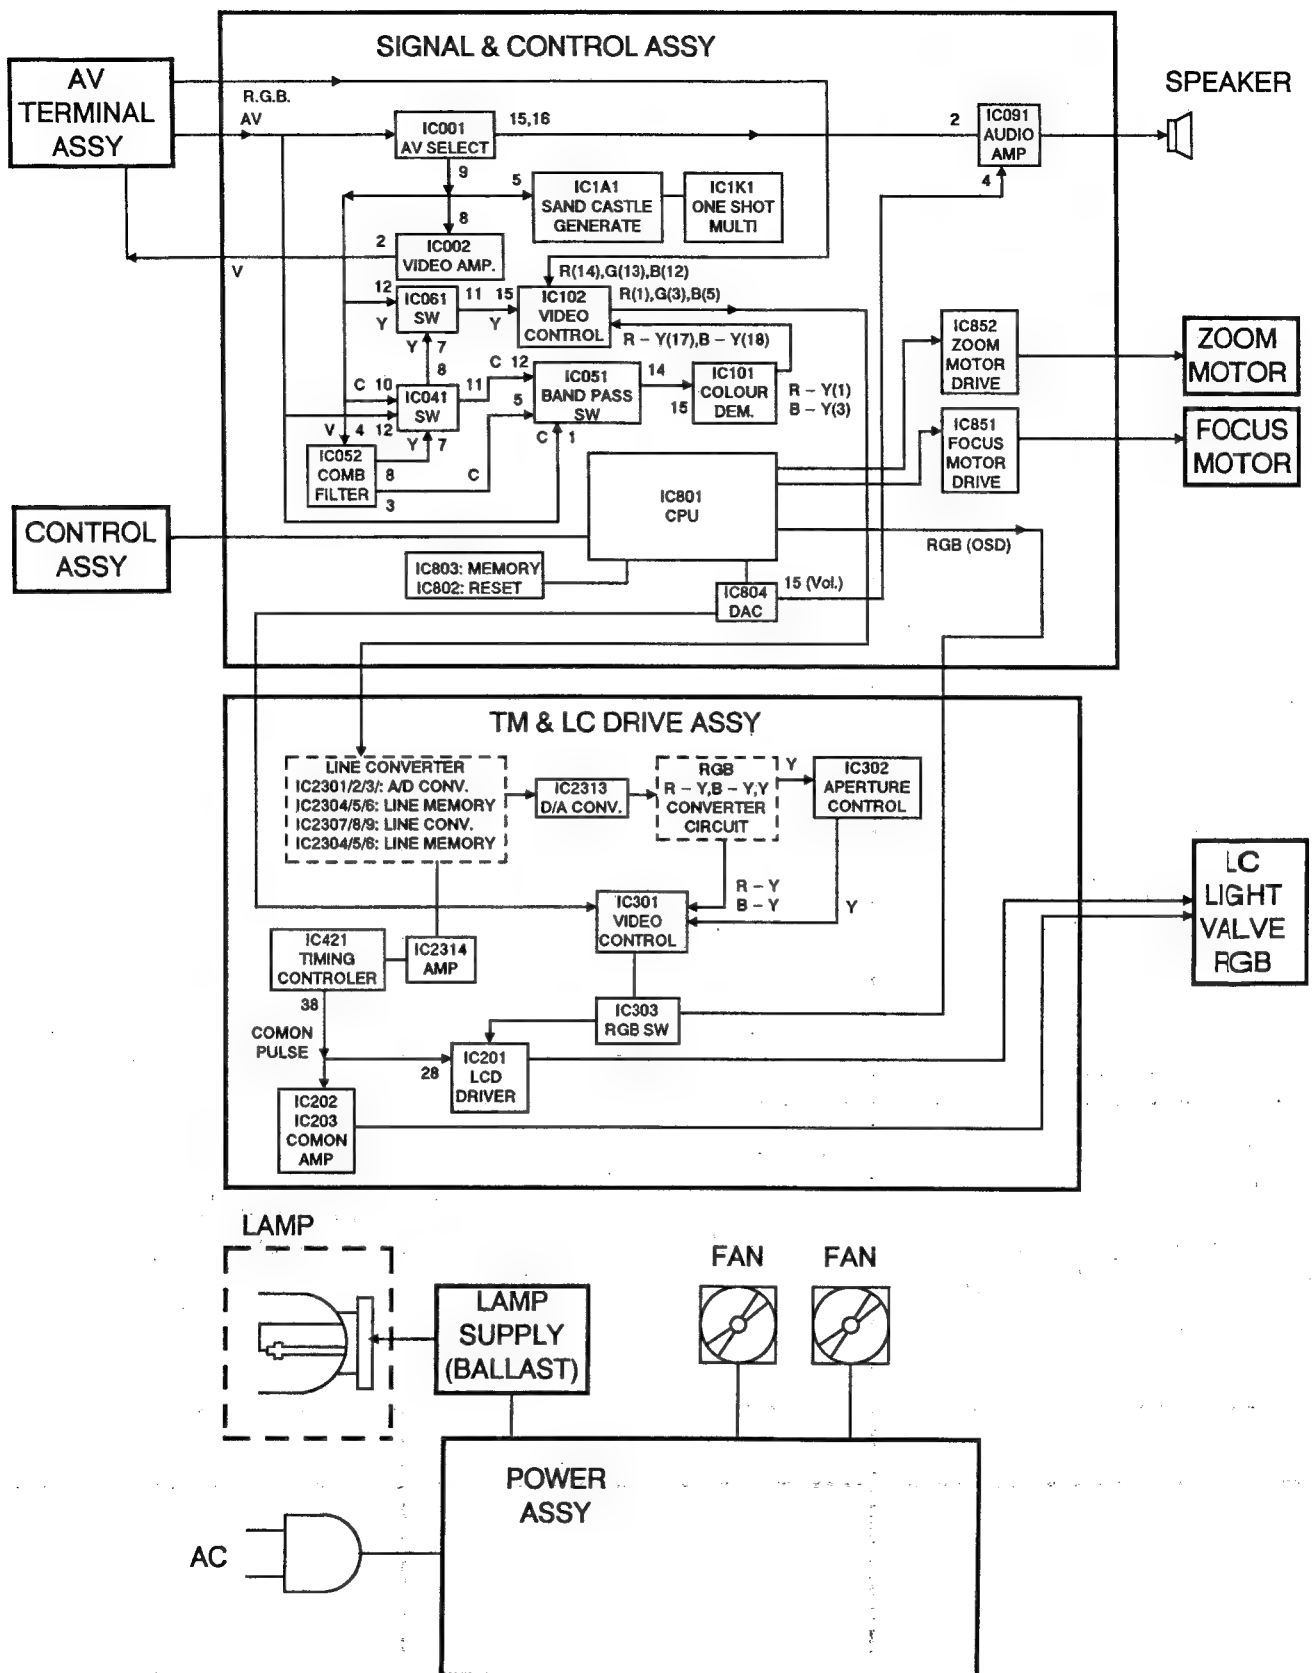 SIGNAL & CONTROL ASSY
AV
TERMINAL
ASSY
R.G.B.
AV
IC001
AV SELECT
15,16
2
IC091
AUDIO
AMP
4
SPEAKER
9
5
IC1A1
SAND CASTLE
GENERATE
IC1K1
ONE SHOT
MULTI
8
2
IC002
VIDEO AMP.
V
R(14),G(13),B(12)
12
Y
IC061
SW
11
Y
15
IC102
VIDEO
CONTROL
R(1),G(3),B(5)
R - Y(17),B - Y(18)
Y
7
8
C
10
IC041
SW
11
C
12
5
IC051
BAND PASS
SW
14
15
IC101
COLOUR
DEM.
R - Y(1)
B - Y(3)
12
V
4
Y
7
C
1
IC052
COMB
FILTER
8
3
C
IC852
ZOOM
MOTOR
DRIVE
ZOOM
MOTOR
IC851
FOCUS
MOTOR
DRIVE
FOCUS
MOTOR
IC801
CPU
CONTROL
ASSY
RGB (OSD)
IC803: MEMORY
IC802: RESET
IC804
DAC
15 (Vol.)
TM & LC DRIVE ASSY
LINE CONVERTER
IC2301/2/3/: A/D CONV.
IC2304/5/6: LINE MEMORY
IC2307/8/9: LINE CONV.
IC2304/5/6: LINE MEMORY
IC2313
D/A CONV.
RGB
R - Y,B - Y,Y
CONVERTER
CIRCUIT
Y
IC302
APERTURE
CONTROL
R - Y
B - Y
Y
IC301
VIDEO
CONTROL
LC
LIGHT
VALVE
RGB
IC421
TIMING
CONTROLER
IC2314
AMP
38
COMON
PULSE
IC303
RGB SW
28
IC201
LCD
DRIVER
IC202
IC203
COMON
AMP
LAMP
LAMP
SUPPLY
(BALLAST)
FAN
FAN
POWER
ASSY
AC